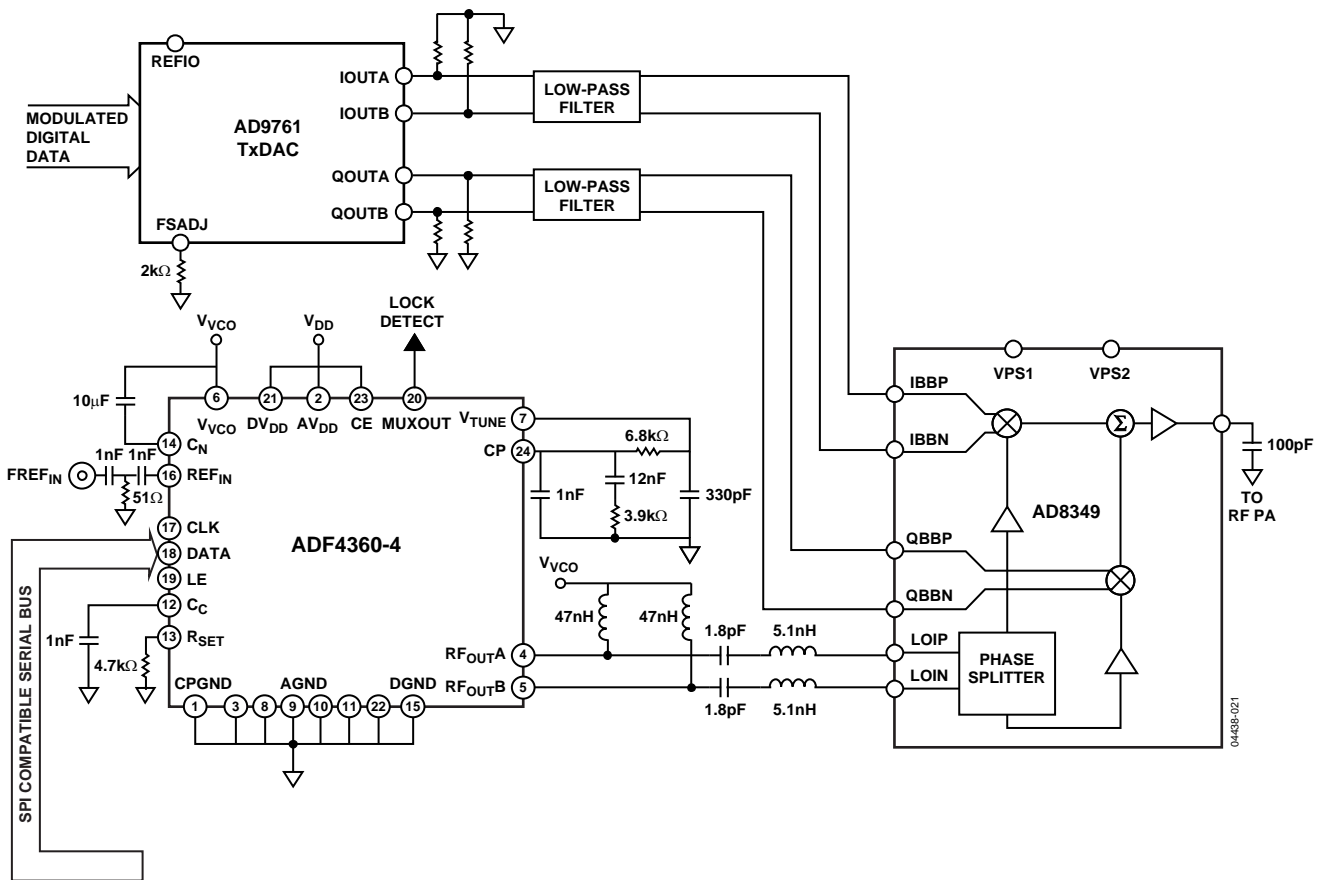 REFIO
IOUTA
IOUTB
QOUTA
QOUTB
AD9761
TxDAC
MODULATED
DIGITAL
DATA
FSADJ
2kΩ
LOW-PASS
FILTER
LOW-PASS
FILTER
LOCK
DETECT
VVCO
VDD
10μF
6
21
2
23
20
VVCO
DVDD
AVDD
CE
MUXOUT
VTUNE
7
CP
24
14
CN
1nF
1nF
FREFIN
16
REFIN
51Ω
17
CLK
18
DATA
19
LE
12
CC
1nF
13
RSET
4.7kΩ
ADF4360-4
CPGND
AGND
DGND
1
3
8
9
10
11
22
15
RFOUTA
4
RFOUTB
5
6.8kΩ
1nF
12nF
330pF
3.9kΩ
VVCO
47nH
47nH
1.8pF
5.1nH
1.8pF
5.1nH
SPI COMPATIBLE SERIAL BUS
VPS1
VPS2
IBBP
IBBN
QBBP
QBBN
LOIP
LOIN
Σ
AD8349
PHASE
SPLITTER
100pF
TO
RF PA
04438-021